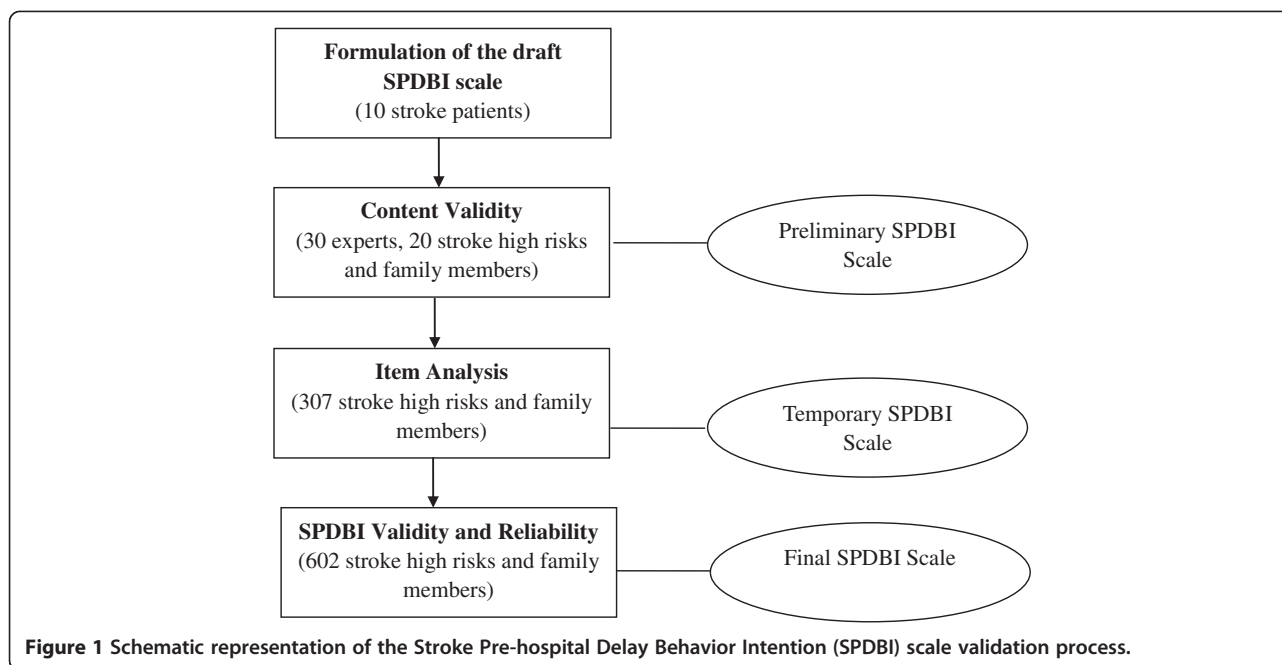 Formulation of the draft
SPDBI scale
(10 stroke patients)
Content Validity
(30 experts, 20 stroke high risks
and family members)
Preliminary SPDBI
Scale
Item Analysis
(307 stroke high risks and family
members)
Temporary SPDBI
Scale
SPDBI Validity and Reliability
(602 stroke high risks and family
members)
Final SPDBI Scale
Figure 1 Schematic representation of the Stroke Pre-hospital Delay Behavior Intention (SPDBI) scale validation process.